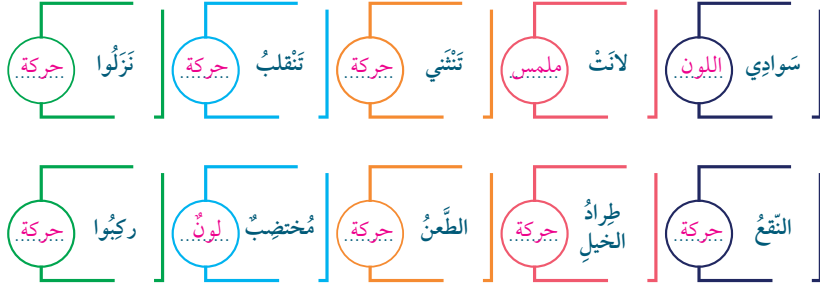 سَوادِي اللون لانَتْ ملمس تَنْثَني حركة تَنْقلبُ حركة نَزَلُوا حركة
النّقعُ حركة طِرادُ الخيلِ حركة الطَّعنُ حركة مُختضِبٌ لونٌ ركِبُوا حركة